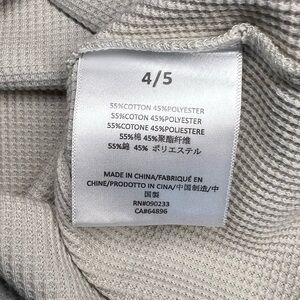 4/5
55%COTTON 45%POLYESTER
55%COTON 45%POLYESTER
55%COTONE 45%POLIESTERE
55%棉 45%聚酯纤维
55%錦 45% ポリエステル
MADE IN CHINA/FABRIQUÉ EN
CHINE/PRODOTTO IN CINA/中国制造/中
国製
RN#090233
CA#64896